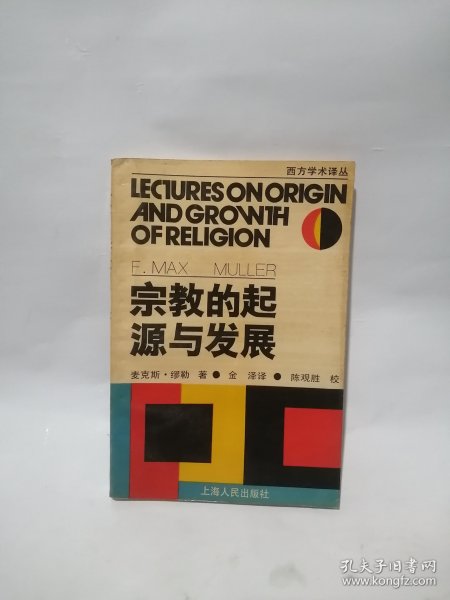 西方学术译丛
LECTURES ON ORIGIN
AND GROWTH
OF RELIGION
F. MAX MULLER
宗教的起
源与发展
麦克斯·缪勒 著 ● 金 泽译 ● 陈观胜 校
上海人民出版社
孔夫子旧书网
www.kongfz.com